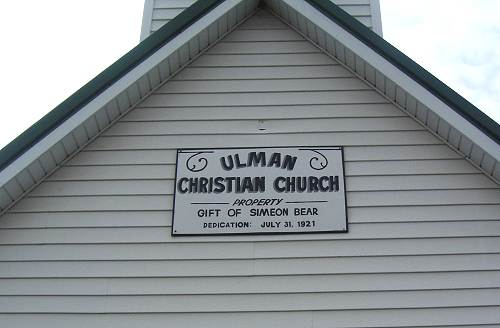 ULMAN
CHRISTIAN CHURCH
PROPERTY
GIFT OF SIMEON BEAR
DEDICATION: JULY 31, 1921